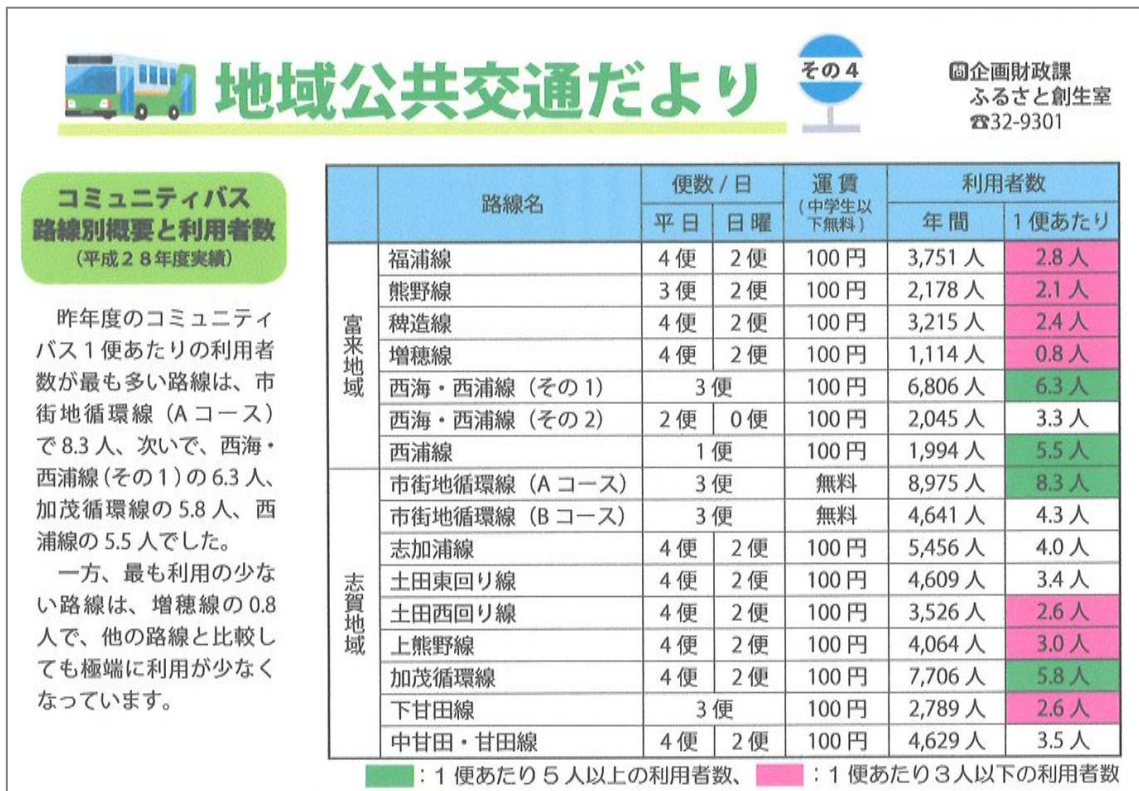 地域公共交通だより
その4
問企画財政課
ふるさと創生室
☎32-9301
コミュニティバス
路線別概要と利用者数
(平成28年度実績)
昨年度のコミュニティ
バス1便あたりの利用者
数が最も多い路線は、市
街地循環線(Aコース)
で8.3人、次いで、西海・
西浦線(その1)の6.3人、
加茂循環線の5.8人、西
浦線の5.5人でした。
一方、最も利用の少な
い路線は、増穂線の0.8
人で、他の路線と比較し
ても極端に利用が少なく
なっています。
路線名 便数/日 運賃(中学生以下無料) 利用者数
平日 日曜 年間 1便あたり
富来地域
福浦線 4便 2便 100円 3,751人 2.8人
熊野線 3便 2便 100円 2,178人 2.1人
稗造線 4便 2便 100円 3,215人 2.4人
増穂線 4便 2便 100円 1,114人 0.8人
西海・西浦線(その1) 3便 100円 6,806人 6.3人
西海・西浦線(その2) 2便 0便 100円 2,045人 3.3人
西浦線 1便 100円 1,994人 5.5人
志賀地域
市街地循環線(Aコース) 3便 無料 8,975人 8.3人
市街地循環線(Bコース) 3便 無料 4,641人 4.3人
志加浦線 4便 2便 100円 5,456人 4.0人
土田東回り線 4便 2便 100円 4,609人 3.4人
土田西回り線 4便 2便 100円 3,526人 2.6人
上熊野線 4便 2便 100円 4,064人 3.0人
加茂循環線 4便 2便 100円 7,706人 5.8人
下甘田線 3便 100円 2,789人 2.6人
中甘田・甘田線 4便 2便 100円 4,629人 3.5人
:1便あたり5人以上の利用者数、:1便あたり3人以下の利用者数